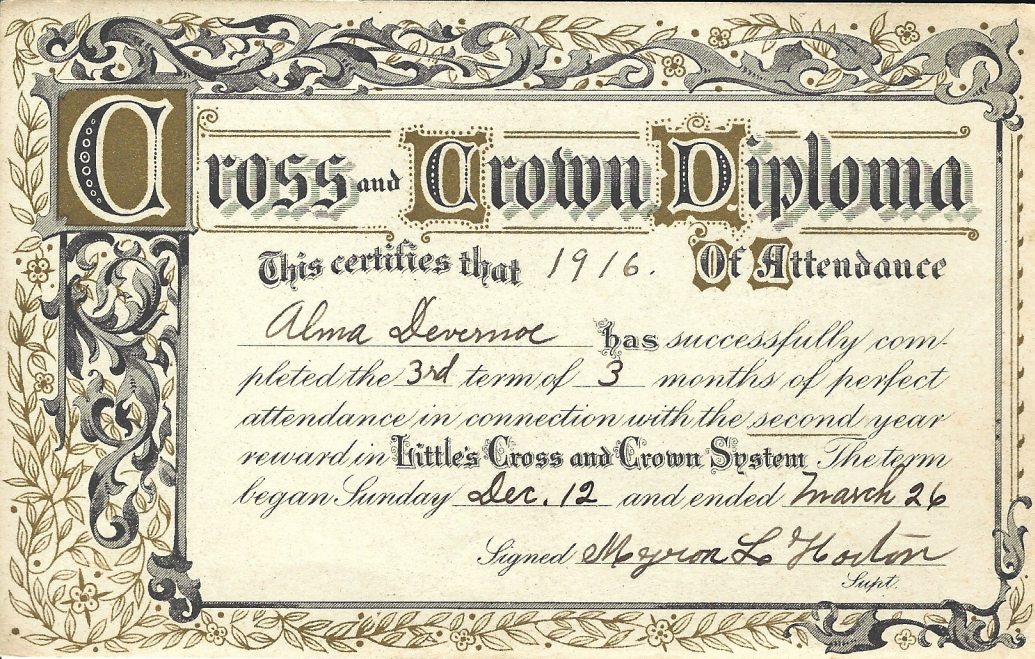 Cross and Crown Diploma
This certifies that 1916. Of Attendance
Alma Devernoe has successfully com-
pleted the 3rd term of 3 months of perfect
attendance in connection with the second year
reward in Little's Cross and Crown System The term
began Sunday Dec. 12 and ended March 26
Signed Myron L Horton
Supt.